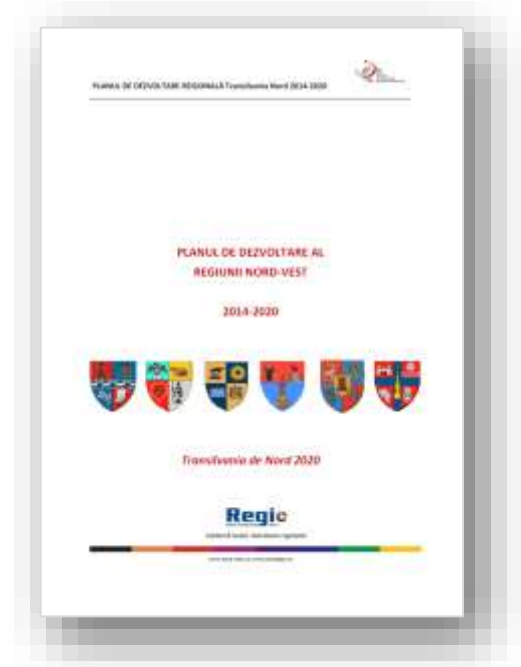 PLANUL DE DEZVOLTARE REGIONALĂ Transilvania Nord 2014-2020
PLANUL DE DEZVOLTARE AL
REGIUNII NORD-VEST
2014-2020
Transilvania de Nord 2020
Regio